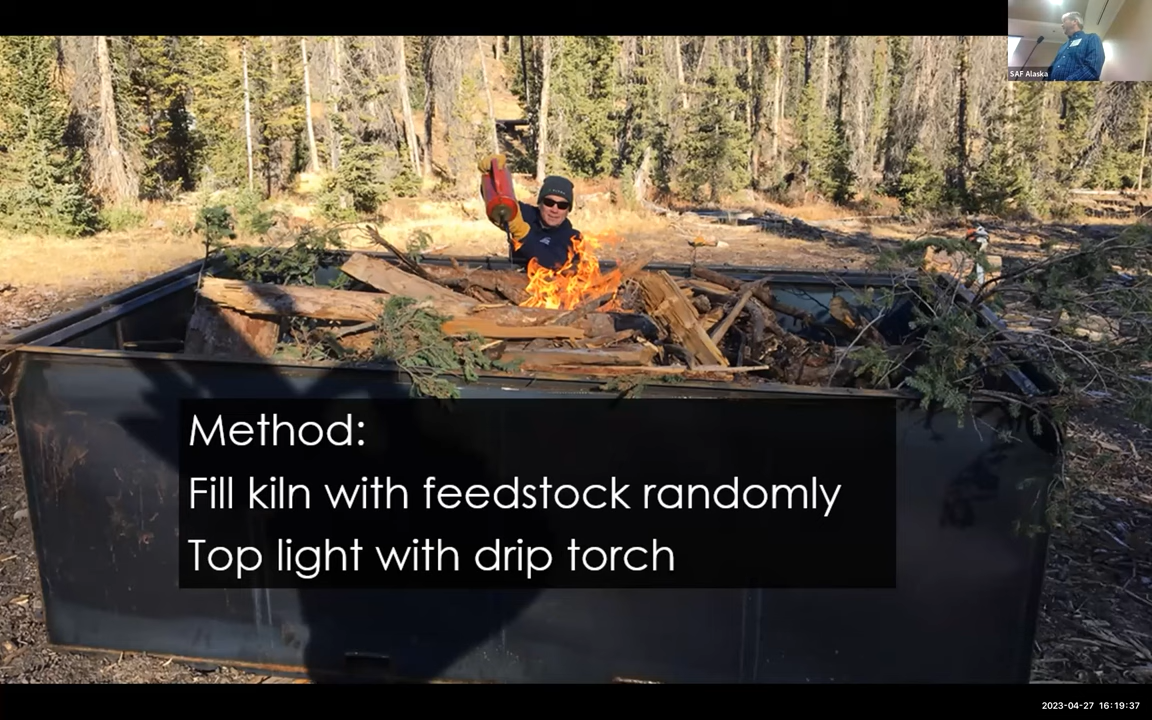 SAF Alaska
Method:
Fill kiln with feedstock randomly
Top light with drip torch
2023-04-27 16:19:37